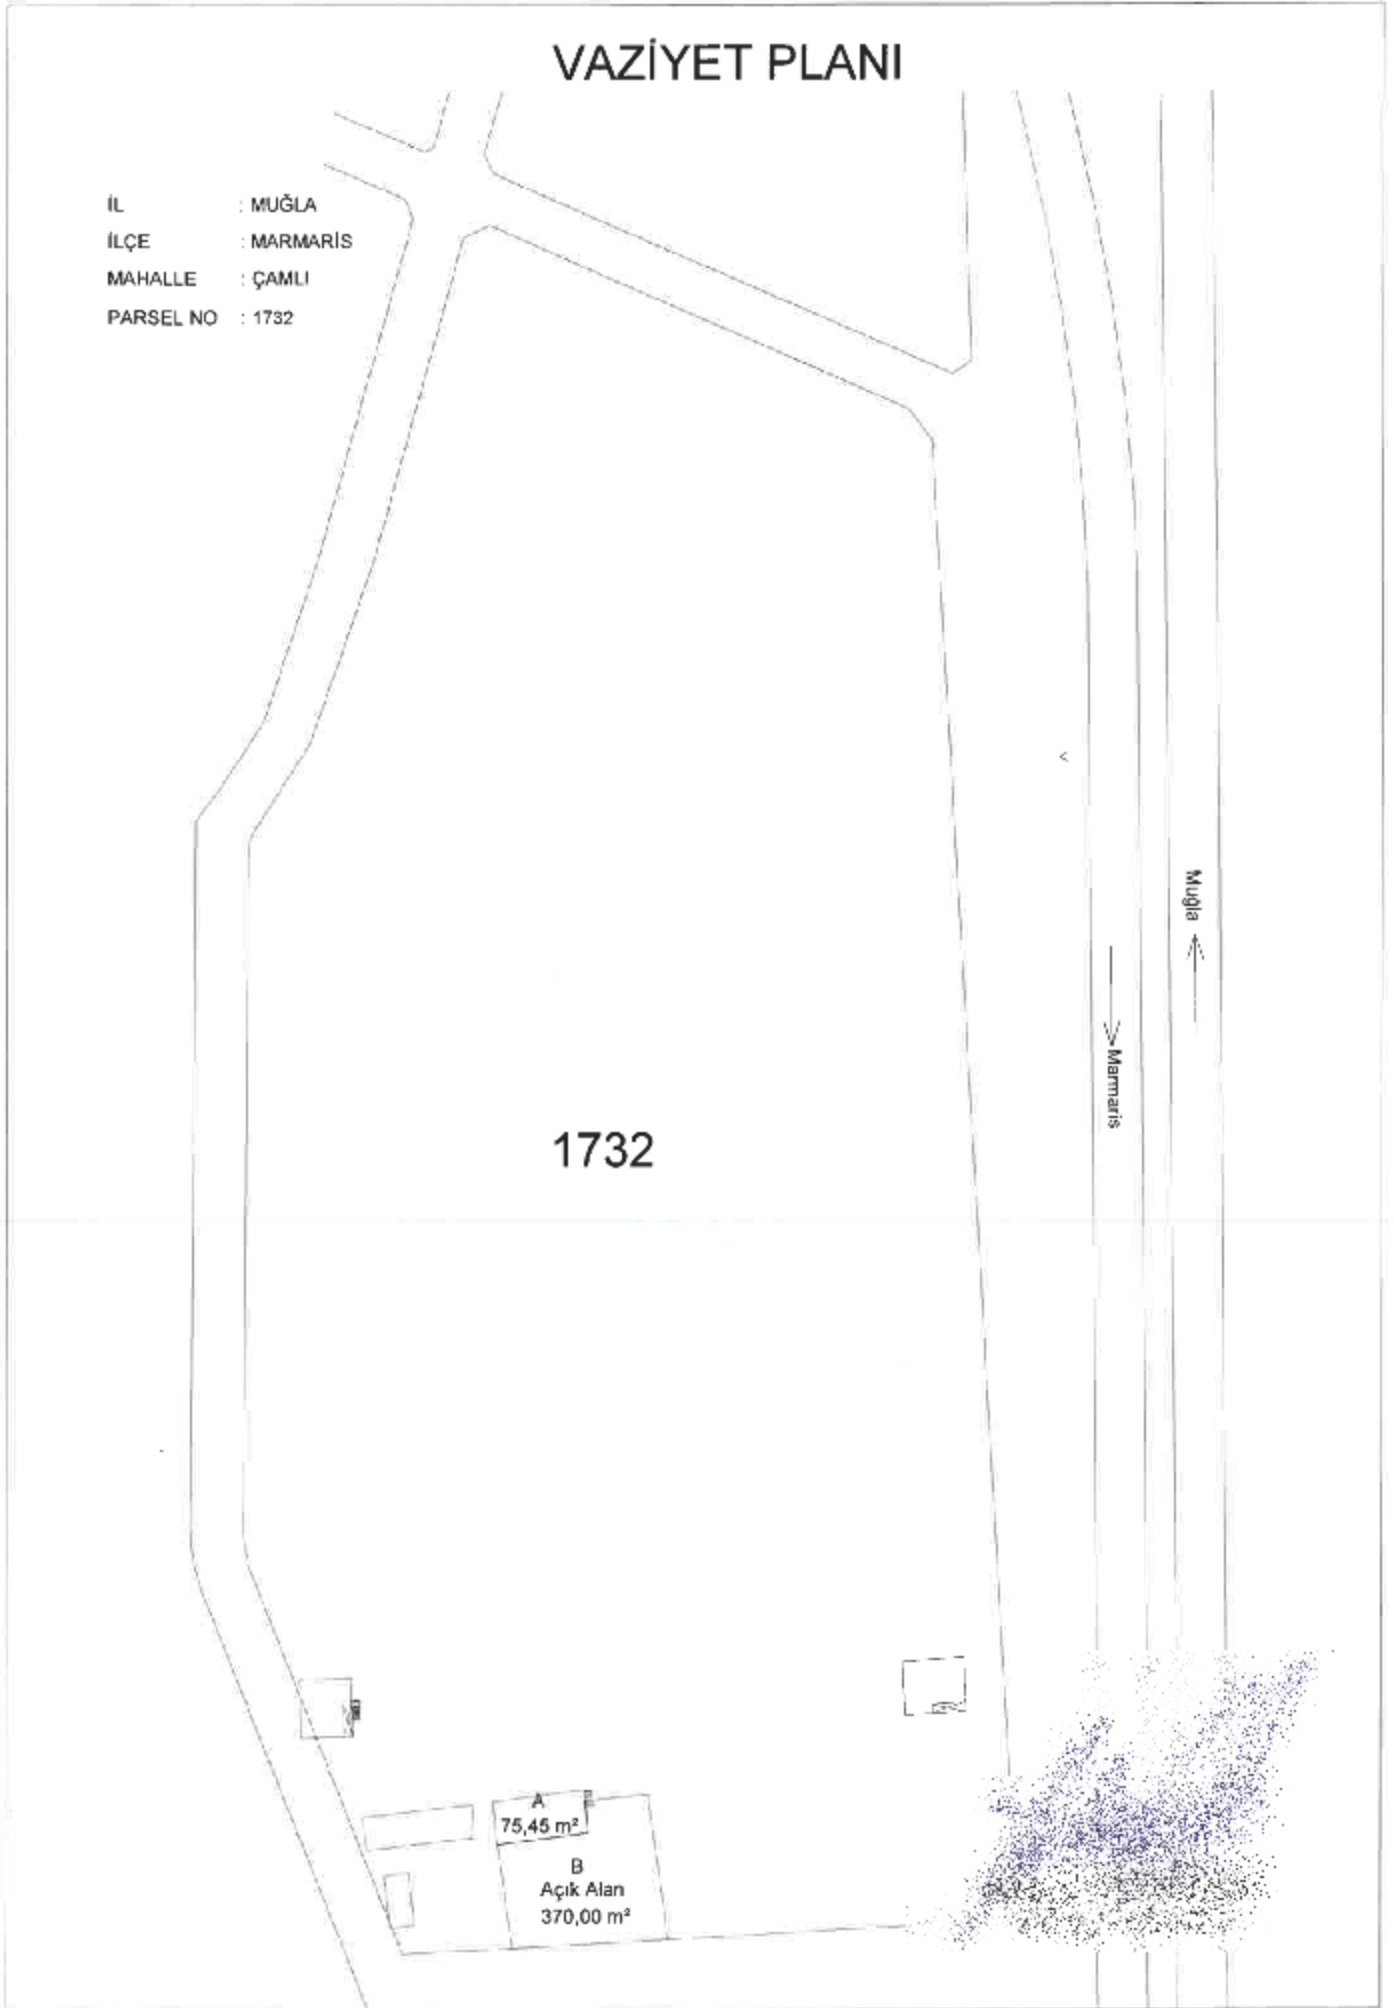 VAZİYET PLANI
İL : MUĞLA
İLÇE : MARMARİS
MAHALLE : ÇAMLI
PARSEL NO : 1732
Muğla
Marmaris
1732
A
75,45 m²
B
Açık Alan
370,00 m²